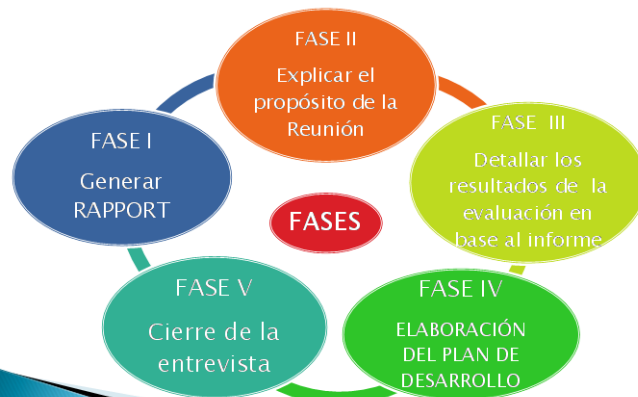 FASE I
Generar
RAPPORT
FASE II
Explicar el
propósito de la
Reunión
FASE III
Detallar los
resultados de la
evaluación en
base al informe
FASE IV
ELABORACIÓN
DEL PLAN DE
DESARROLLO
FASE V
Cierre de la
entrevista
FASES